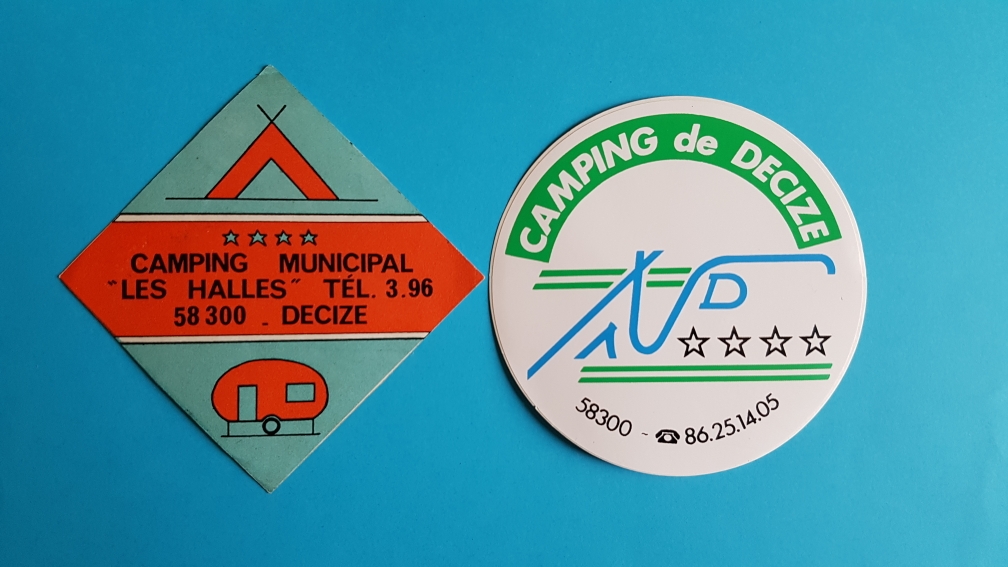 CAMPING MUNICIPAL
"LES HALLES" TÉL. 3.96
58300 - DECIZE
CAMPING de DECIZE
D
58300 - ☎ 86.25.14.05